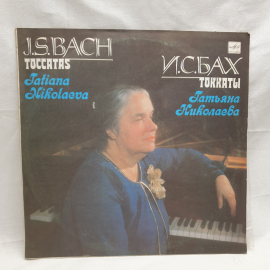 J.S.BACH
TOCCATAS
Tatiana
Nikolaeva
И.С.БАХ
ТОККАТЫ
Татьяна
Николаева